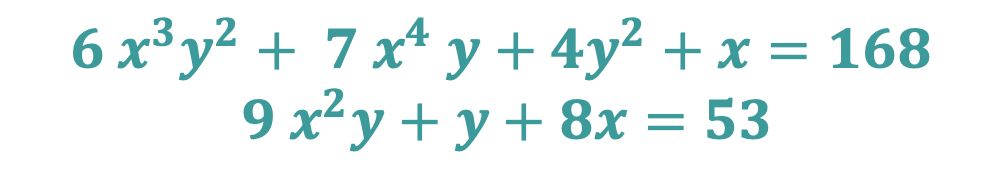 6 x³y² + 7 x⁴ y + 4y² + x = 168
9 x²y + y + 8x = 53